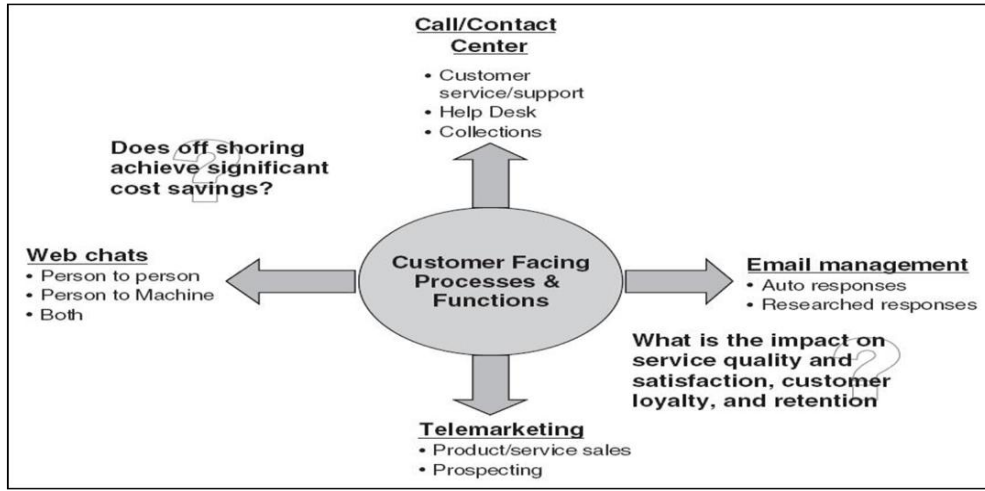 Call/Contact
Center
• Customer
service/support
• Help Desk
• Collections
Does off shoring
achieve significant
cost savings?
Web chats
• Person to person
• Person to Machine
• Both
Customer Facing
Processes &
Functions
Email management
• Auto responses
• Researched responses
What is the impact on
service quality and
satisfaction, customer
loyalty, and retention
Telemarketing
• Product/service sales
• Prospecting
?
?